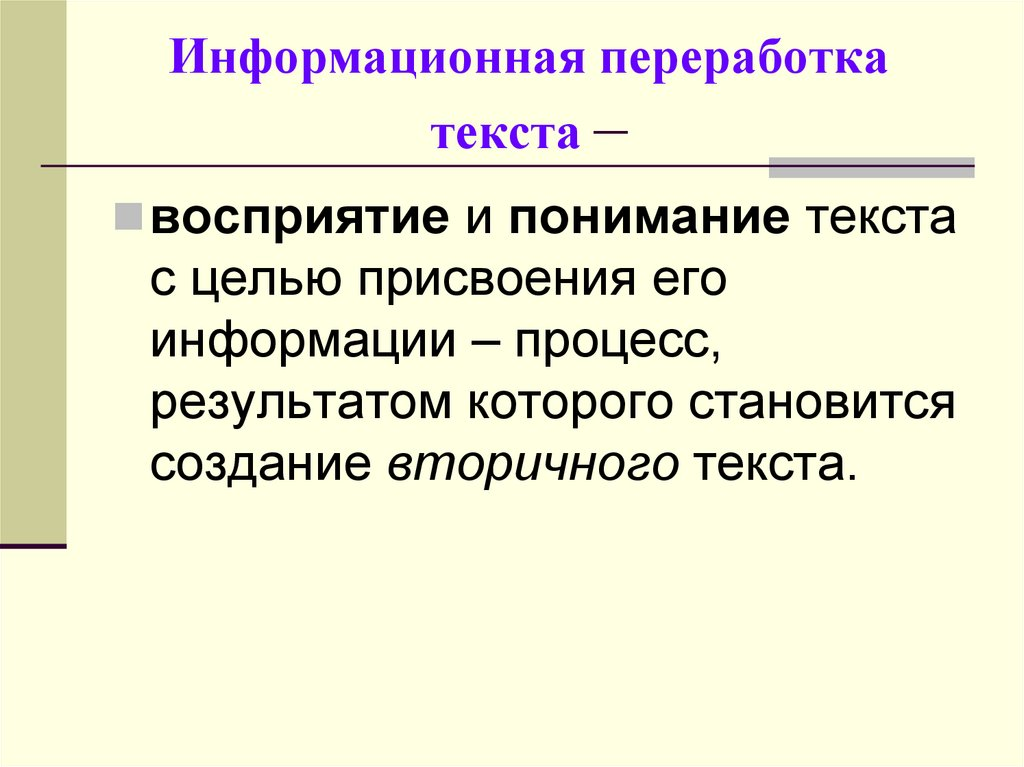 Информационная переработка
текста –
восприятие и понимание текста
с целью присвоения его
информации – процесс,
результатом которого становится
создание вторичного текста.